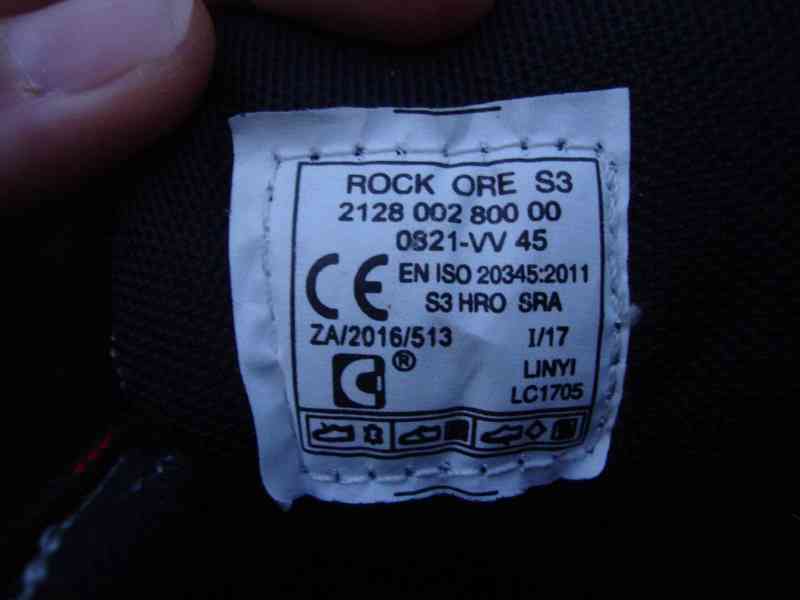 ROCK ORE S3
2128 002 800 00
0821-VV 45
CE EN ISO 20345:2011
S3 HRO SRA
ZA/2016/513 I/17
C® LINYI
LC1705